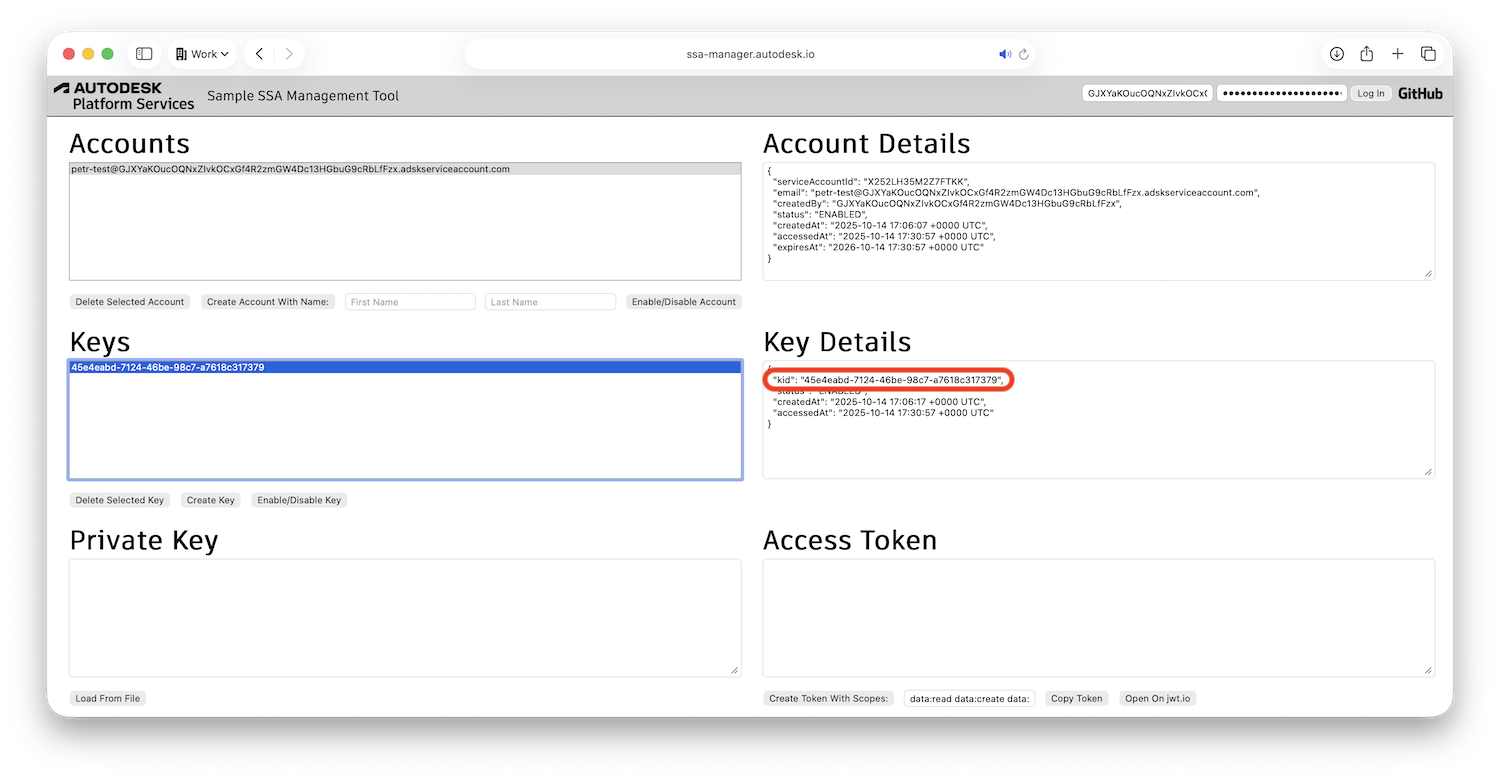 Work
ssa-manager.autodesk.io
AUTODESK
Platform Services
Sample SSA Management Tool
GJXYaKOucOQNxZIvkOCx(
••••••••••••••••••••
Log In
GitHub
Accounts
petr-test@GJXYaKOucOQNxZIvkOCxGf4R2zmGW4Dc13HGbuG9cRbLfFzx.adskserviceaccount.com
Delete Selected Account
Create Account With Name:
First Name
Last Name
Enable/Disable Account
Account Details
{
"serviceAccountId": "X252LH35M2Z7FTKK",
"email": "petr-test@GJXYaKOucOQNxZIvkOCxGf4R2zmGW4Dc13HGbuG9cRbLfFzx.adskserviceaccount.com",
"createdBy": "GJXYaKOucOQNxZIvkOCxGf4R2zmGW4Dc13HGbuG9cRbLfFzx",
"status": "ENABLED",
"createdAt": "2025-10-14 17:06:07 +0000 UTC",
"accessedAt": "2025-10-14 17:30:57 +0000 UTC",
"expiresAt": "2026-10-14 17:30:57 +0000 UTC"
}
Keys
45e4eabd-7124-46be-98c7-a7618c317379
Delete Selected Key
Create Key
Enable/Disable Key
Key Details
{
"kid": "45e4eabd-7124-46be-98c7-a7618c317379",
"status": "ENABLED",
"createdAt": "2025-10-14 17:06:17 +0000 UTC",
"accessedAt": "2025-10-14 17:30:57 +0000 UTC"
}
Private Key
Load From File
Access Token
Create Token With Scopes:
data:read data:create data:
Copy Token
Open On jwt.io